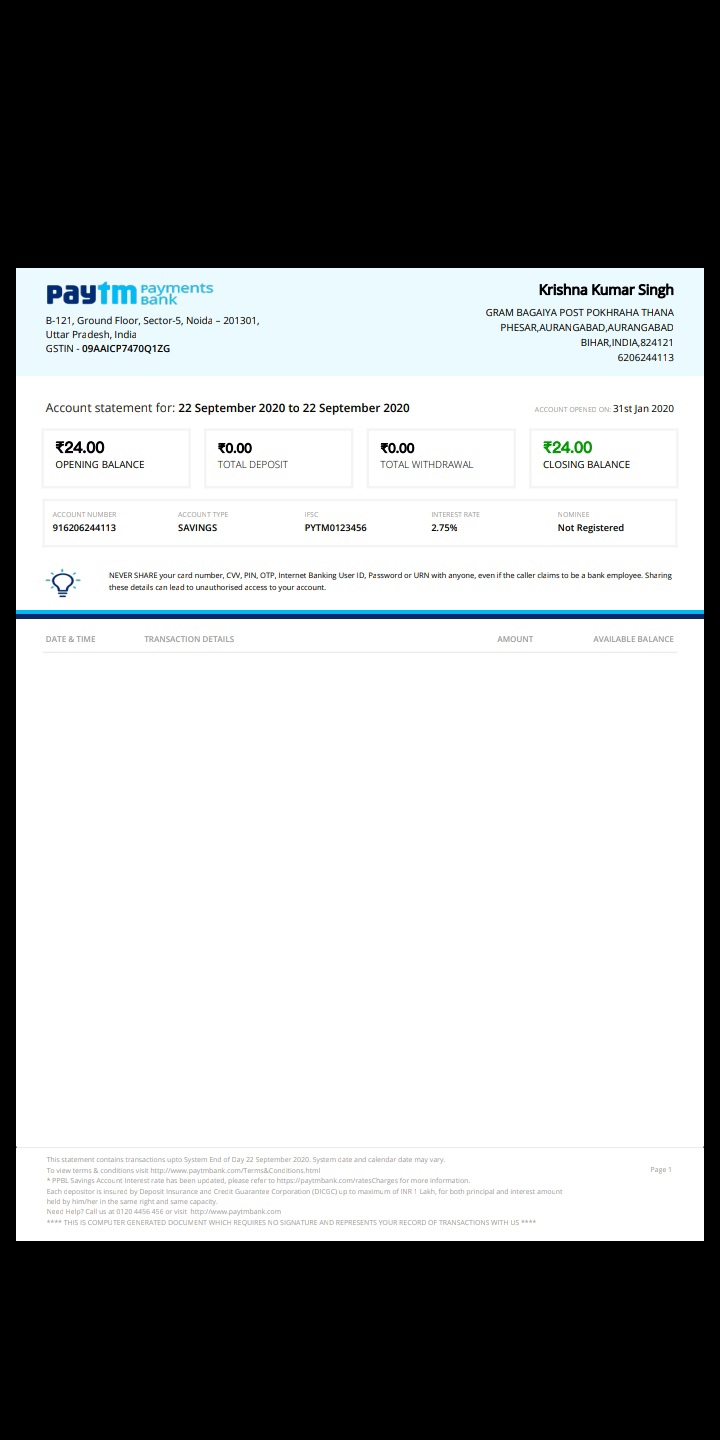 paytm Payments Bank
B-121, Ground Floor, Sector-5, Noida – 201301,
Uttar Pradesh, India
GSTIN - 09AAICP7470Q1ZG
Krishna Kumar Singh
GRAM BAGAIYA POST POKHRAHA THANA
PHESAR,AURANGABAD,AURANGABAD
BIHAR,INDIA,824121
6206244113
Account statement for: 22 September 2020 to 22 September 2020
ACCOUNT OPENED ON: 31st Jan 2020
₹24.00
OPENING BALANCE
₹0.00
TOTAL DEPOSIT
₹0.00
TOTAL WITHDRAWAL
₹24.00
CLOSING BALANCE
ACCOUNT NUMBER
916206244113
ACCOUNT TYPE
SAVINGS
IFSC
PYTM0123456
INTEREST RATE
2.75%
NOMINEE
Not Registered
NEVER SHARE your card number, CVV, PIN, OTP, Internet Banking User ID, Password or URN with anyone, even if the caller claims to be a bank employee. Sharing
these details can lead to unauthorised access to your account.
DATE & TIME TRANSACTION DETAILS AMOUNT AVAILABLE BALANCE
This statement contains transactions upto System End of Day 22 September 2020. System date and calendar date may vary.
To view terms & conditions visit http://www.paytmbank.com/Terms&Conditions.html
* PPBL Savings Account interest rate has been updated, please refer to https://paytmbank.com/ratesCharges for more information.
Each depositor is insured by Deposit Insurance and Credit Guarantee Corporation (DICGC) up to maximum of INR 1 Lakh, for both principal and interest amount
held by him/her in the same right and same capacity.
Need Help? Call us at 0120 4456 456 or visit http://www.paytmbank.com
**** THIS IS COMPUTER GENERATED DOCUMENT WHICH REQUIRES NO SIGNATURE AND REPRESENTS YOUR RECORD OF TRANSACTIONS WITH US ****
Page 1